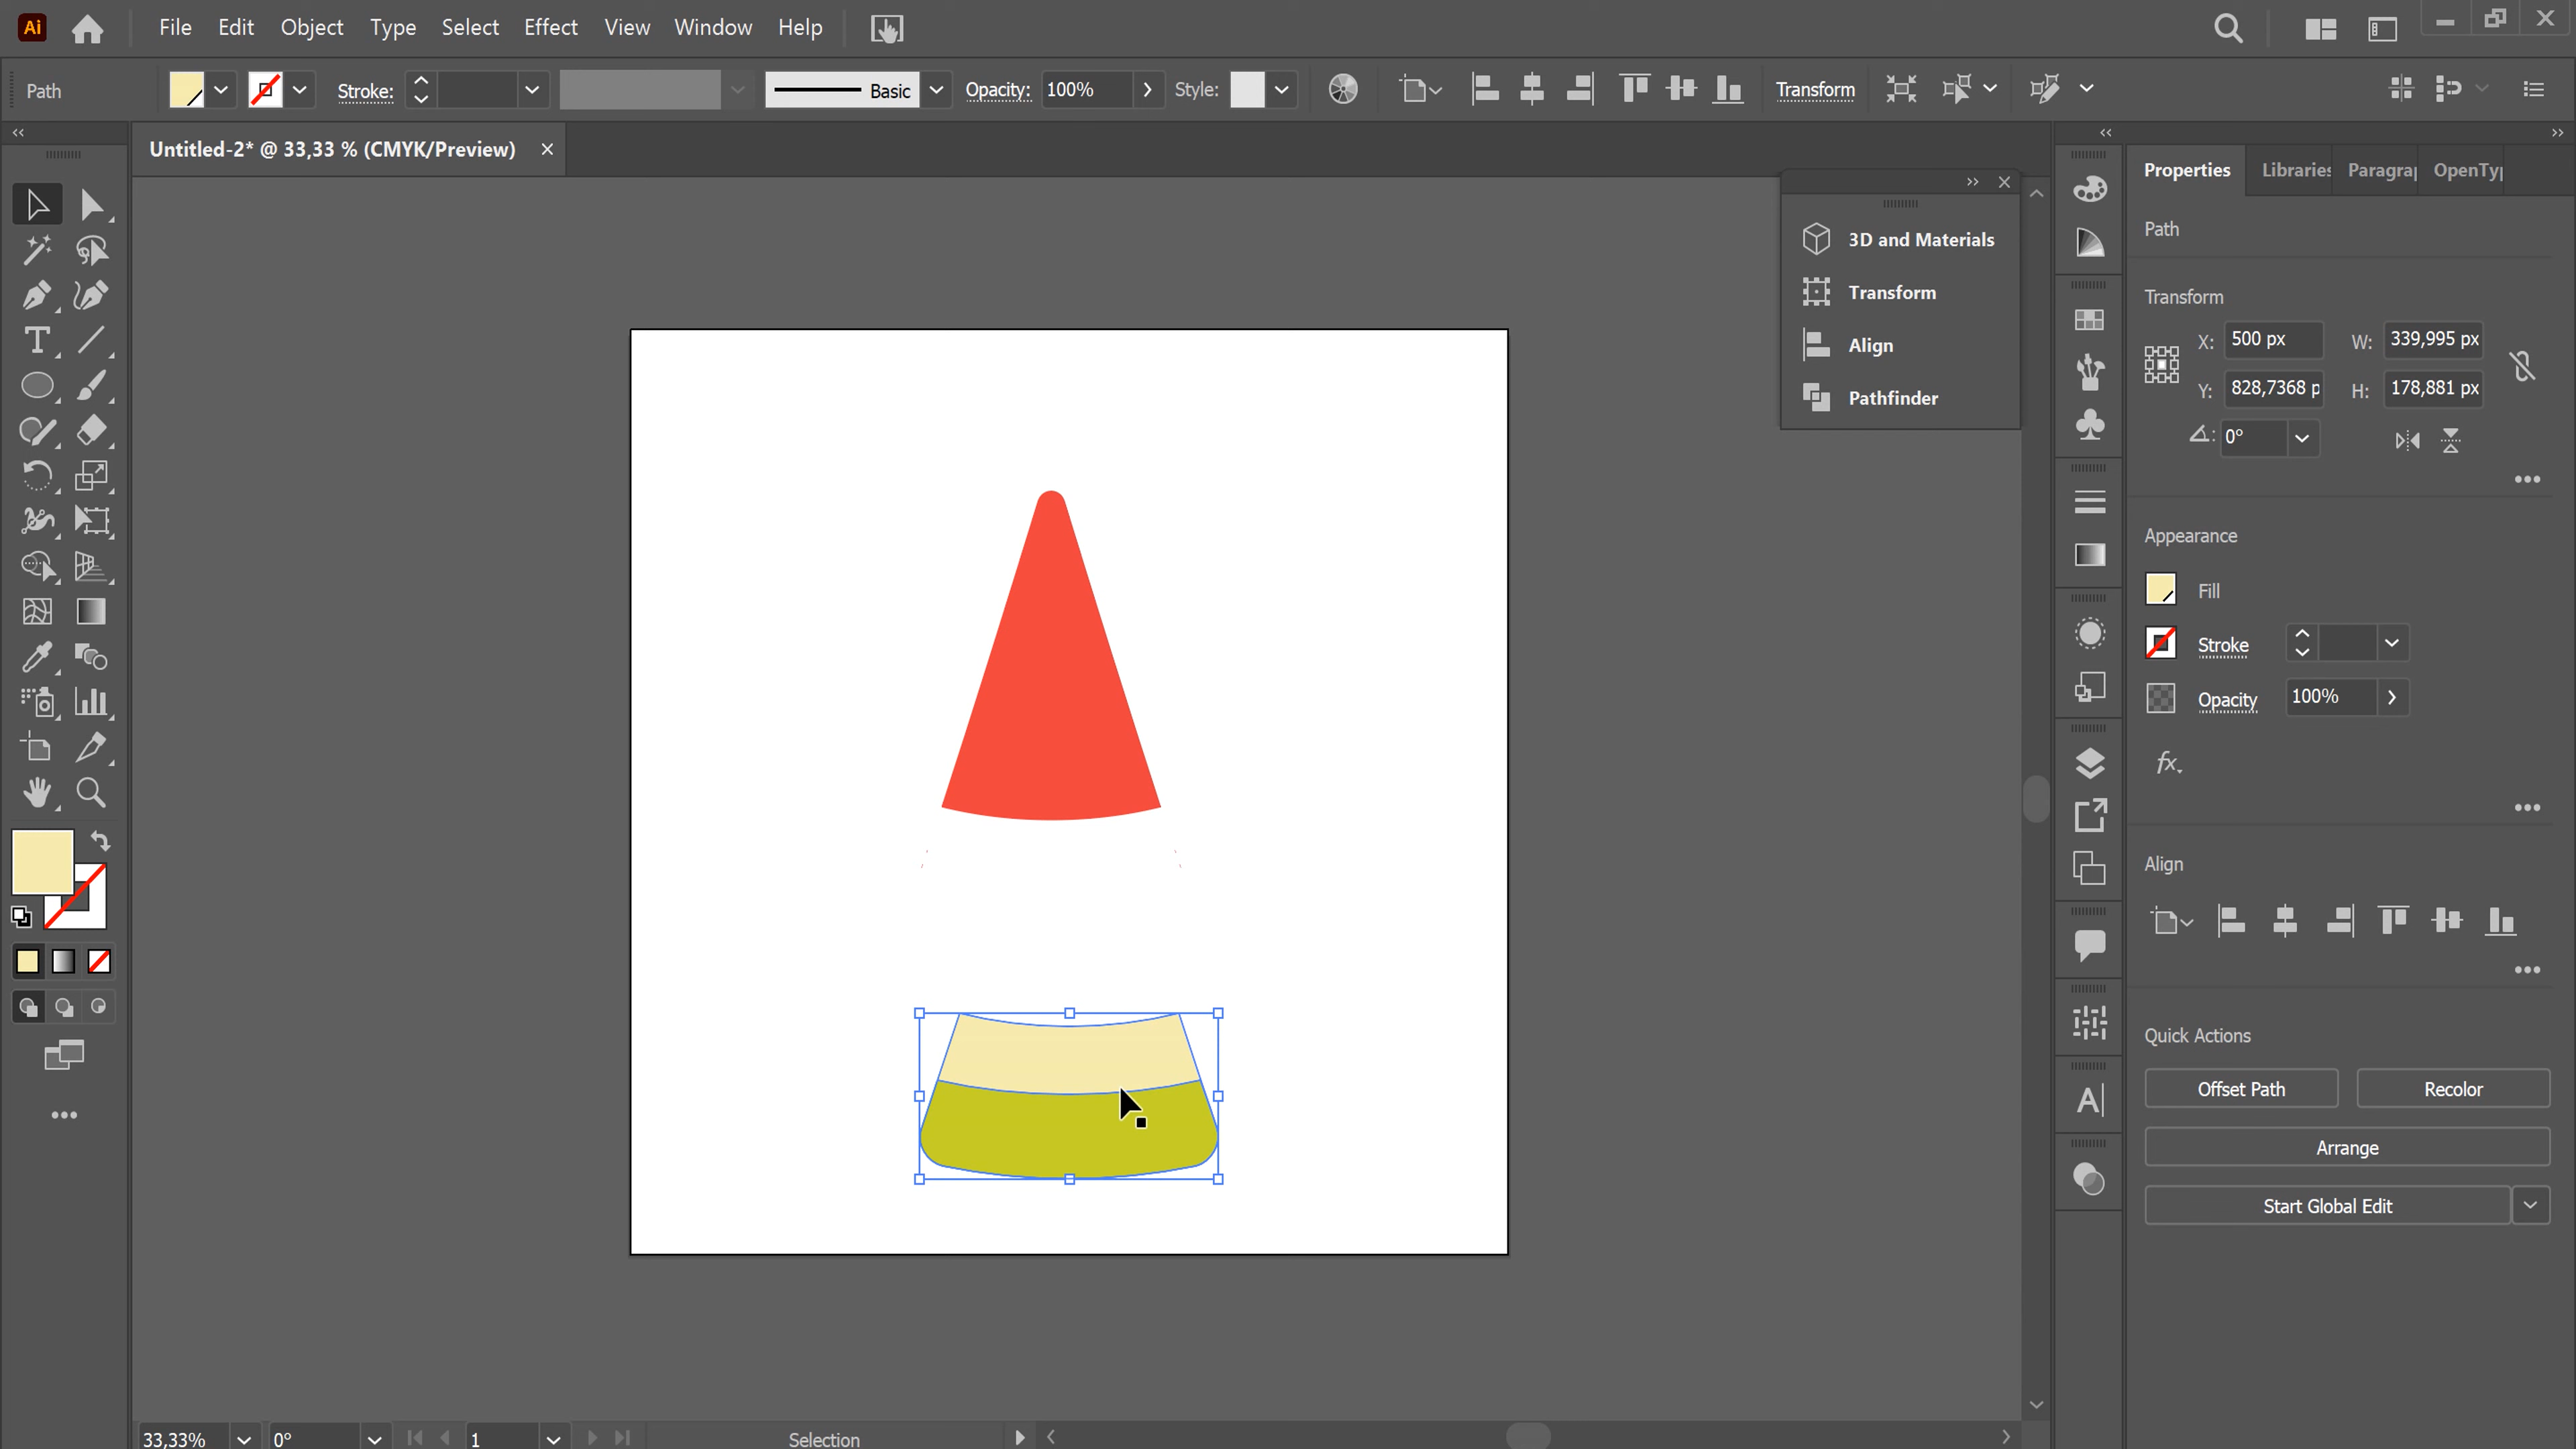 Ai File Edit Object Type Select Effect View Window Help
Path Stroke: Basic Opacity: 100% Style: Transform
Untitled-2* @ 33,33 % (CMYK/Preview)
3D and Materials
Transform
Align
Pathfinder
Properties Libraries Paragra OpenTy
Path
Transform
X: 500 px W: 339,995 px
Y: 828,7368 p H: 178,881 px
0°
Appearance
Fill
Stroke
Opacity 100%
fx
Align
Quick Actions
Offset Path Recolor
Arrange
Start Global Edit
33,33% 0° 1 Selection